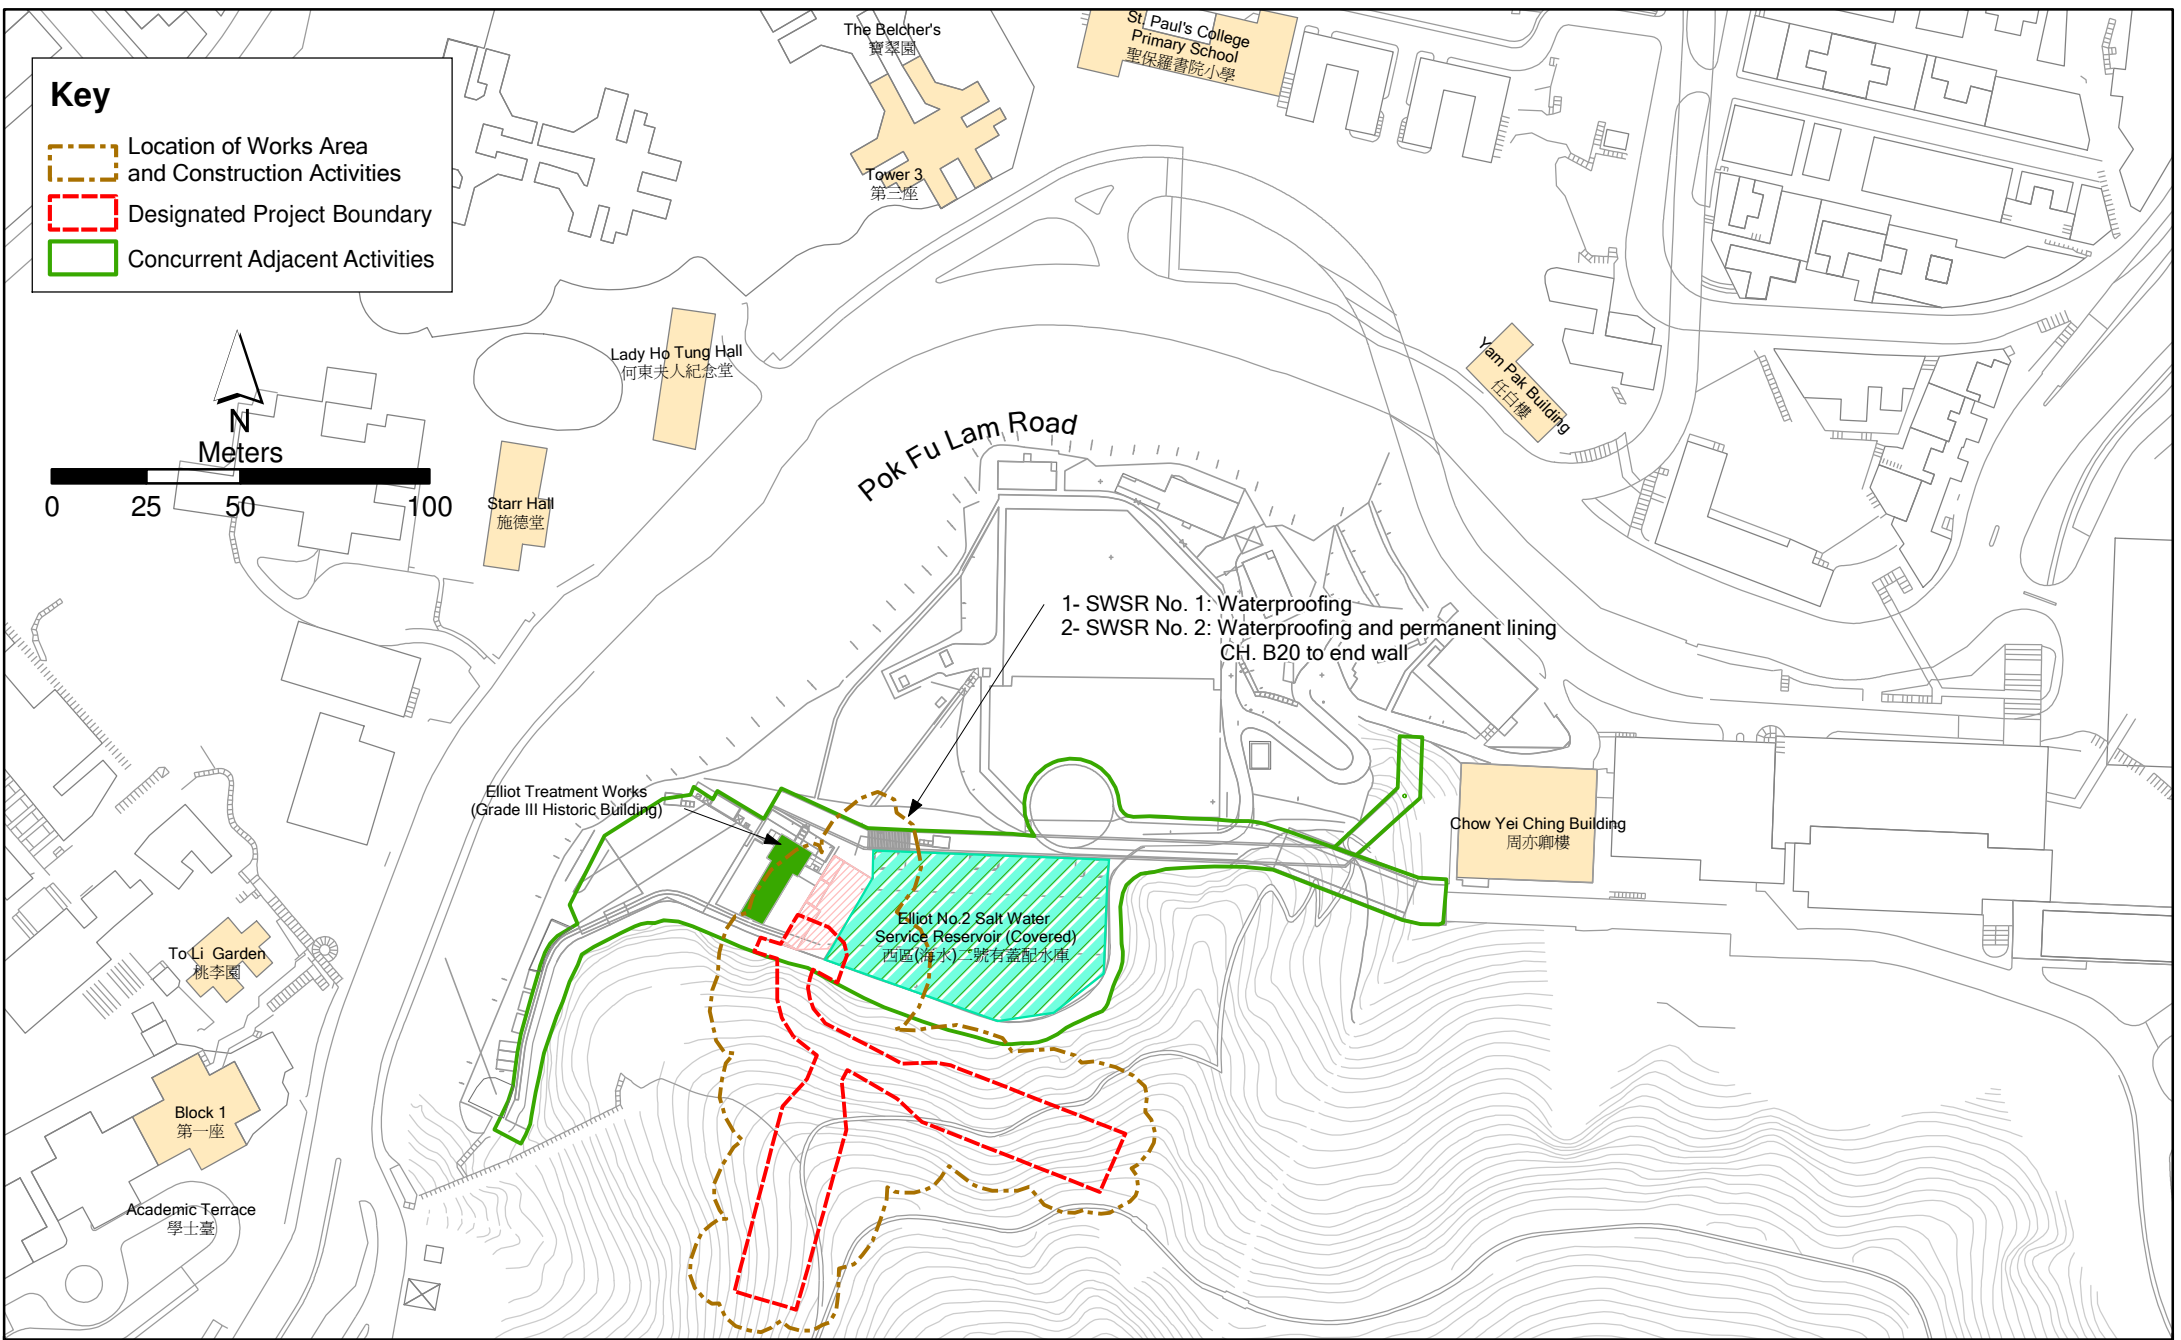 The Belcher's
寶翠園
St. Paul's College
Primary School
聖保羅書院小學
Key
Location of Works Area
and Construction Activities
Designated Project Boundary
Concurrent Adjacent Activities
Tower 3
第三座
N
Meters
0 25 50 100
Lady Ho Tung Hall
何東夫人紀念堂
Yam Pak Building
任白樓
Starr Hall
施德堂
Pok Fu Lam Road
1- SWSR No. 1: Waterproofing
2- SWSR No. 2: Waterproofing and permanent lining
CH. B20 to end wall
Elliot Treatment Works
(Grade III Historic Building)
Chow Yei Ching Building
周亦卿樓
Elliot No.2 Salt Water
Service Reservoir (Covered)
西區(海水)二號有蓋配水庫
To Li Garden
桃李園
Block 1
第一座
Academic Terrace
學士臺